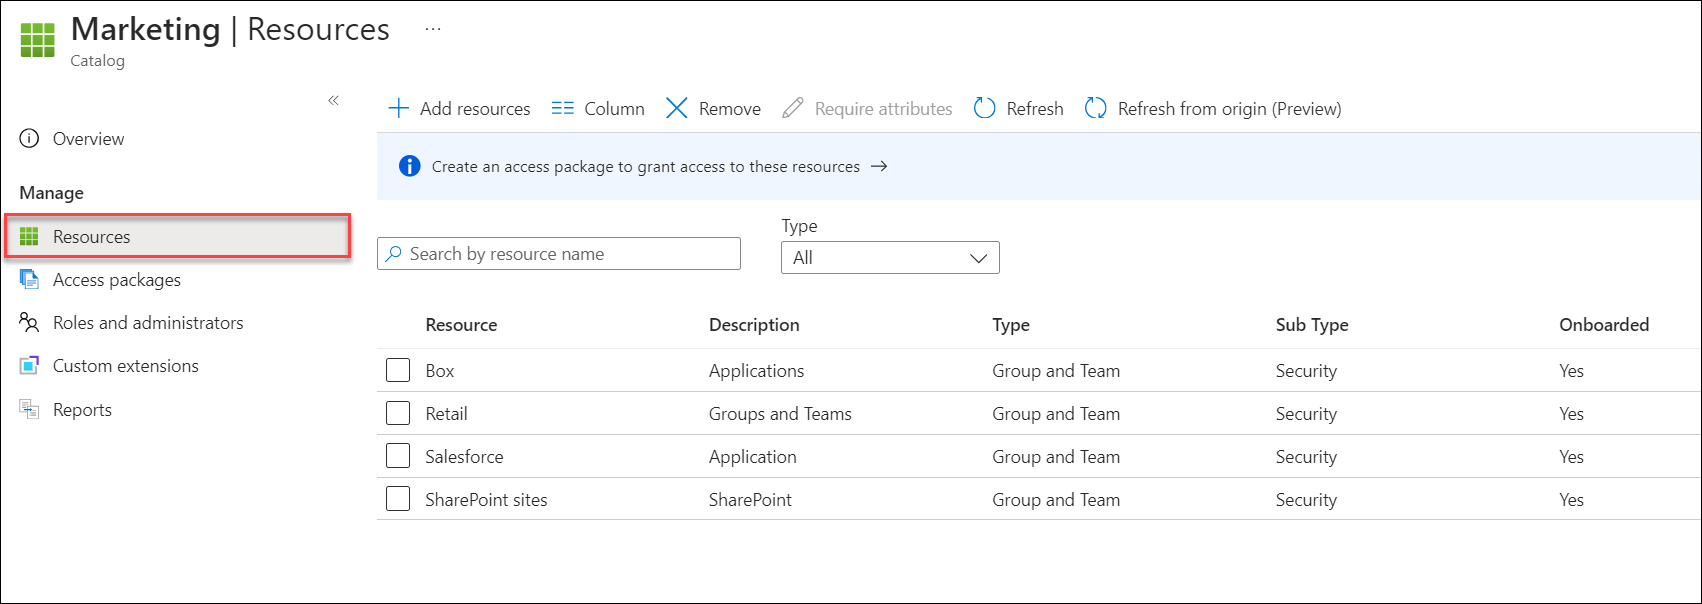 Marketing | Resources ...
Catalog
«
Overview
Manage
Resources
Access packages
Roles and administrators
Custom extensions
Reports
Add resources Column Remove Require attributes Refresh Refresh from origin (Preview)
Create an access package to grant access to these resources →
Type
Search by resource name All
Resource Description Type Sub Type Onboarded
Box Applications Group and Team Security Yes
Retail Groups and Teams Group and Team Security Yes
Salesforce Application Group and Team Security Yes
SharePoint sites SharePoint Group and Team Security Yes